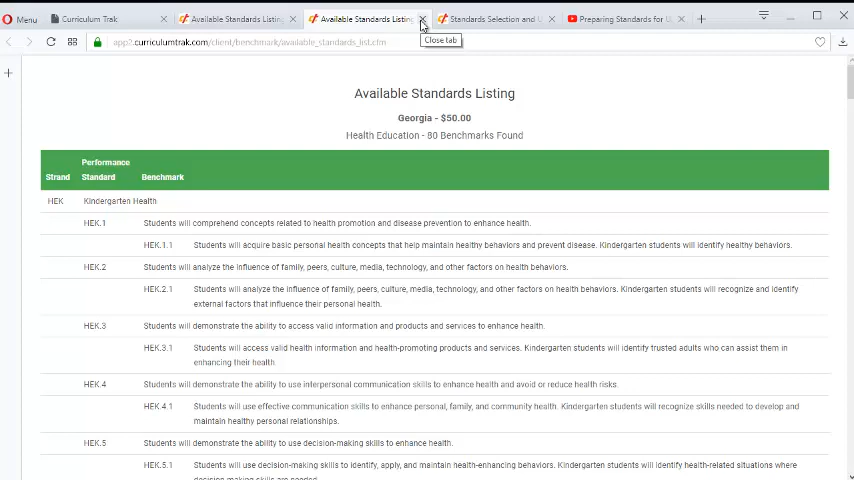 Menu
Curriculum Trak
Available Standards Listing
Available Standards Listing
Standards Selection and U
Preparing Standards for U
Close tab
app2.curriculumtrak.com/client/benchmark/available_standards_list.cfm
Available Standards Listing
Georgia - $50.00
Health Education - 80 Benchmarks Found
Strand Performance Standard Benchmark
HEK Kindergarten Health
HEK.1 Students will comprehend concepts related to health promotion and disease prevention to enhance health.
HEK.1.1 Students will acquire basic personal health concepts that help maintain healthy behaviors and prevent disease. Kindergarten students will identify healthy behaviors.
HEK.2 Students will analyze the influence of family, peers, culture, media, technology, and other factors on health behaviors.
HEK.2.1 Students will analyze the influence of family, peers, culture, media, technology, and other factors on health behaviors. Kindergarten students will recognize and identify
external factors that influence their personal health.
HEK.3 Students will demonstrate the ability to access valid information and products and services to enhance health.
HEK.3.1 Students will access valid health information and health-promoting products and services. Kindergarten students will identify trusted adults who can assist them in
enhancing their health
HEK.4 Students will demonstrate the ability to use interpersonal communication skills to enhance health and avoid or reduce health risks.
HEK.4.1 Students will use effective communication skills to enhance personal, family, and community health. Kindergarten students will recognize skills needed to develop and
maintain healthy personal relationships.
HEK.5 Students will demonstrate the ability to use decision-making skills to enhance health.
HEK.5.1 Students will use decision-making skills to identify, apply, and maintain health-enhancing behaviors. Kindergarten students will identify health-related situations where
decision-making skills are needed.